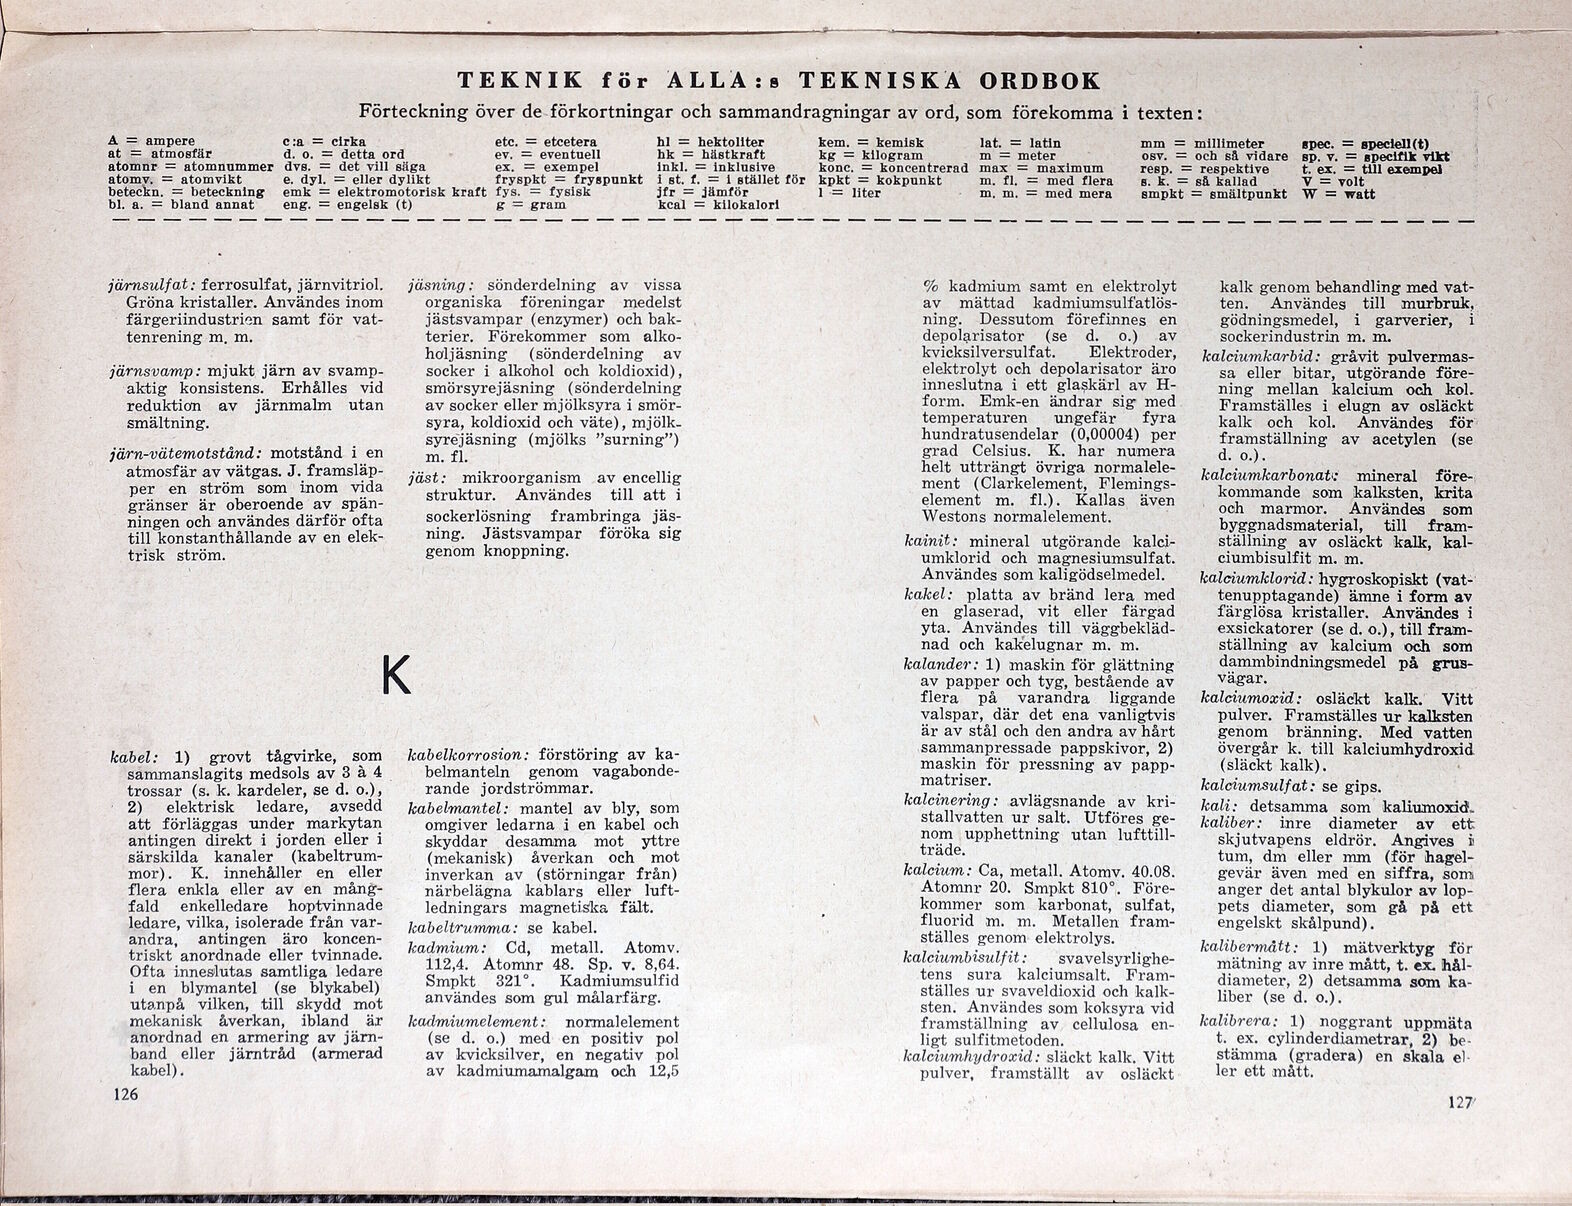 TEKNIK för ALLA:s TEKNISKA ORDBOK
Förteckning över de förkortningar och sammandragningar av ord, som förekomma i texten:
A = ampere
at = atmosfär
atomnr = atomnummer
atomv. = atomvikt
beteckn. = beteckning
bl. a. = bland annat
c:a = cirka
d. o. = detta ord
dvs. = det vill säga
e. dyl. = eller dylikt
emk = elektromotorisk kraft
eng. = engelsk (t)
etc. = etcetera
ev. = eventuell
ex. = exempel
fryspkt = fryspunkt
fys. = fysisk
g = gram
hl = hektoliter
hk = hästkraft
inkl. = inklusive
i st. f. = i stället för
jfr = jämför
kcal = kilokalori
kem. = kemisk
kg = kilogram
konc. = koncentrerad
kpkt = kokpunkt
l = liter
lat. = latin
m = meter
max = maximum
m. fl. = med flera
m. m. = med mera
mm = millimeter
osv. = och så vidare
resp. = respektive
s. k. = så kallad
smpkt = smältpunkt
spec. = speciell(t)
sp. v. = specifik vikt
t. ex. = till exempel
V = volt
W = watt
järnsulfat: ferrosulfat, järnvitriol.
Gröna kristaller. Användes inom
färgeriindustrien samt för vat-
tenrening m. m.
järnsvamp: mjukt järn av svamp-
aktig konsistens. Erhålles vid
reduktion av järnmalm utan
smältning.
järn-vätemotstånd: motstånd i en
atmosfär av vätgas. J. framsläp-
per en ström som inom vida
gränser är oberoende av spän-
ningen och användes därför ofta
till konstanthållande av en elek-
trisk ström.
jäsning: sönderdelning av vissa
organiska föreningar medelst
jästsvampar (enzymer) och bak-
terier. Förekommer som alko-
holjäsning (sönderdelning av
socker i alkohol och koldioxid),
smörsyrejäsning (sönderdelning
av socker eller mjölksyra i smör-
syra, koldioxid och väte), mjölk-
syrejäsning (mjölks ”surning”)
m. fl.
jäst: mikroorganism av encellig
struktur. Användes till att i
sockerlösning frambringa jäs-
ning. Jästsvampar föröka sig
genom knoppning.
K
kabel: 1) grovt tågvirke, som
sammanslagits medsols av 3 à 4
trossar (s. k. kardeler, se d. o.),
2) elektrisk ledare, avsedd
att förläggas under markytan
antingen direkt i jorden eller i
särskilda kanaler (kabeltrum-
mor). K. innehåller en eller
flera enkla eller av en mång-
fald enkelledare hoptvinnade
ledare, vilka, isolerade från var-
andra, antingen äro koncen-
triskt anordnade eller tvinnade.
Ofta inneslutas samtliga ledare
i en blymantel (se blykabel)
utanpå vilken, till skydd mot
mekanisk åverkan, ibland är
anordnad en armering av järn-
band eller järntråd (armerad
kabel).
126
kabelkorrosion: förstöring av ka-
belmanteln genom vagabonde-
rande jordströmmar.
kabelmantel: mantel av bly, som
omgiver ledarna i en kabel och
skyddar desamma mot yttre
(mekanisk) åverkan och mot
inverkan av (störningar från)
närbelägna kablars eller luft-
ledningars magnetiska fält.
kabeltrumma: se kabel.
kadmium: Cd, metall. Atomv.
112,4. Atomnr 48. Sp. v. 8,64.
Smpkt 321°. Kadmiumsulfid
användes som gul målarfärg.
kadmiumelement: normalelement
(se d. o.) med en positiv pol
av kvicksilver, en negativ pol
av kadmiumamalgam och 12,5
% kadmium samt en elektrolyt
av mättad kadmiumsulfatlös-
ning. Dessutom förefinnes en
depolarisator (se d. o.) av
kvicksilversulfat. Elektroder,
elektrolyt och depolarisator äro
inneslutna i ett glaskärl av H-
form. Emk-en ändrar sig med
temperaturen ungefär fyra
hundratusendelar (0,00004) per
grad Celsius. K. har numera
helt utträngt övriga normalele-
ment (Clarkelement, Flemings-
element m. fl.). Kallas även
Westons normalelement.
kainit: mineral utgörande kalci-
umklorid och magnesiumsulfat.
Användes som kaligödselmedel.
kakel: platta av bränd lera med
en glaserad, vit eller färgad
yta. Användes till väggbekläd-
nad och kakelugnar m. m.
kalander: 1) maskin för glättning
av papper och tyg, bestående av
flera på varandra liggande
valspar, där det ena vanligtvis
är av stål och den andra av hårt
sammanpressade pappskivor, 2)
maskin för pressning av papp-
matriser.
kalcinering: avlägsnande av kri-
stallvatten ur salt. Utföres ge-
nom upphettning utan lufttill-
träde.
kalcium: Ca, metall. Atomv. 40.08.
Atomnr 20. Smpkt 810°. Före-
kommer som karbonat, sulfat,
fluorid m. m. Metallen fram-
ställes genom elektrolys.
kalciumbisulfit: svavelsyrlighe-
tens sura kalciumsalt. Fram-
ställes ur svaveldioxid och kalk-
sten. Användes som koksyra vid
framställning av cellulosa en-
ligt sulfitmetoden.
kalciumhydroxid: släckt kalk. Vitt
pulver, framställt av osläckt
kalk genom behandling med vat-
ten. Användes till murbruk,
gödningsmedel, i garverier, i
sockerindustrin m. m.
kalciumkarbid: gråvit pulvermas-
sa eller bitar, utgörande före-
ning mellan kalcium och kol.
Framställes i elugn av osläckt
kalk och kol. Användes för
framställning av acetylen (se
d. o.).
kalciumkarbonat: mineral före-
kommande som kalksten, krita
och marmor. Användes som
byggnadsmaterial, till fram-
ställning av osläckt kalk, kal-
ciumbisulfit m. m.
kalciumklorid: hygroskopiskt (vat-
tenupptagande) ämne i form av
färglösa kristaller. Användes i
exsickatorer (se d. o.), till fram-
ställning av kalcium och som
dammbindningsmedel på grus-
vägar.
kalciumoxid: osläckt kalk. Vitt
pulver. Framställes ur kalksten
genom bränning. Med vatten
övergår k. till kalciumhydroxid
(släckt kalk).
kalciumsulfat: se gips.
kali: detsamma som kaliumoxid.
kaliber: inre diameter av ett
skjutvapens eldrör. Angives i
tum, dm eller mm (för hagel-
gevär även med en siffra, som
anger det antal blykulor av lop-
pets diameter, som gå på ett
engelskt skålpund).
kalibermått: 1) mätverktyg för
mätning av inre mått, t. ex. hål-
diameter, 2) detsamma som ka-
liber (se d. o.).
kalibrera: 1) noggrant uppmäta
t. ex. cylinderdiametrar, 2) be-
stämma (gradera) en skala el-
ler ett mått.
127